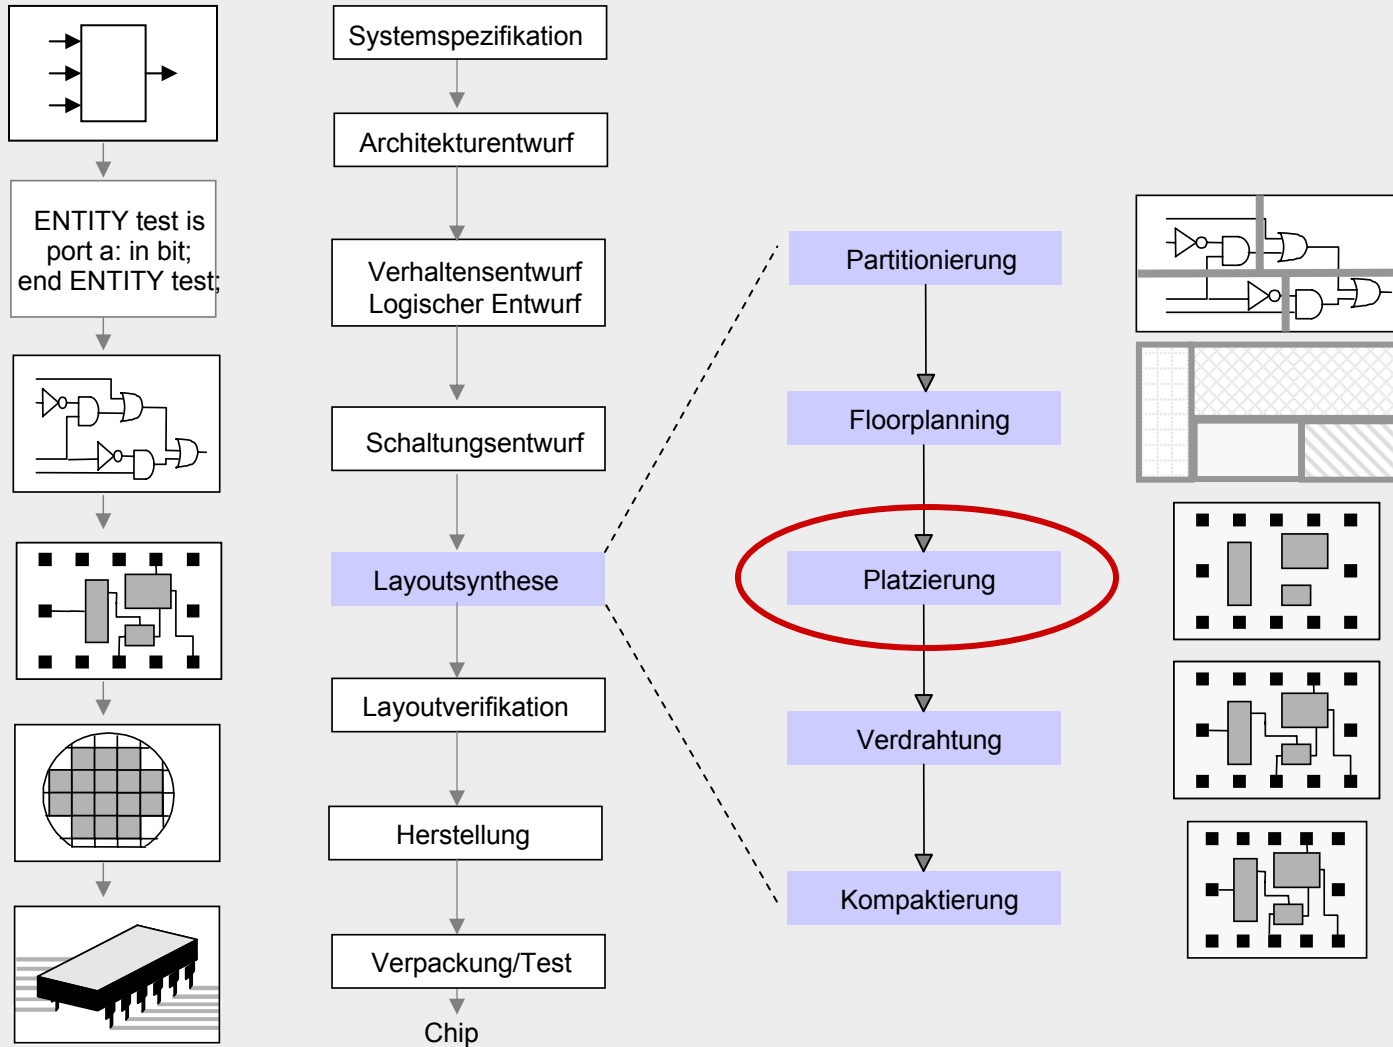 ENTITY test is
port a: in bit;
end ENTITY test;
Systemspezifikation
Architekturentwurf
Verhaltensentwurf
Logischer Entwurf
Schaltungsentwurf
Layoutsynthese
Layoutverifikation
Herstellung
Verpackung/Test
Chip
Partitionierung
Floorplanning
Platzierung
Verdrahtung
Kompaktierung